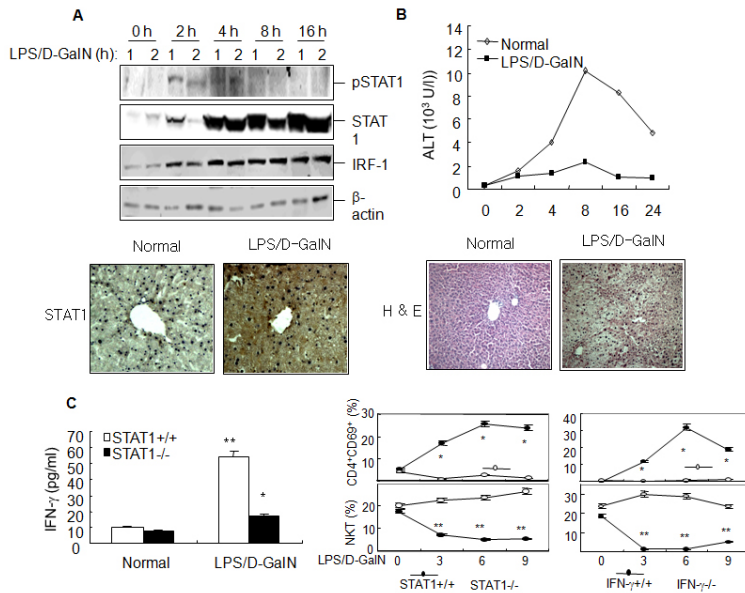 A
0 h 2 h 4 h 8 h 16 h
LPS/D-GalN (h): 1 2 1 2 1 2 1 2 1 2
pSTAT1
STAT
1
IRF-1
β-
actin
Normal LPS/D-GalN
STAT1
B
ALT (10³ U/l))
14
12
10
8
6
4
2
0
Normal
LPS/D-GalN
0 2 4 8 16 24
Normal LPS/D-GalN
H & E
C
IFN-γ (pg/ml)
70
60
50
40
30
20
10
0
STAT1+/+
STAT1-/-
**
*
Normal LPS/D-GalN
CD4⁺CD69⁺ (%)
30
20
10
0
* * *
40
30
20
10
0
* * *
NKT (%)
20
10
0
** ** **
30
20
10
0
** ** **
LPS/D-GalN 0 3 6 9 0 3 6 9
STAT1+/+ STAT1-/- IFN-γ+/+ IFN-γ-/-